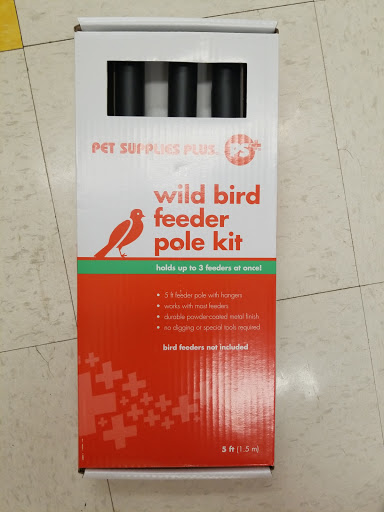 PET SUPPLIES PLUS.
wild bird
feeder
pole kit
holds up to 3 feeders at once!
• 5 ft feeder pole with hangers
• works with most feeders
• durable powder-coated metal finish
• no digging or special tools required
bird feeders not included
5 ft (1.5 m)